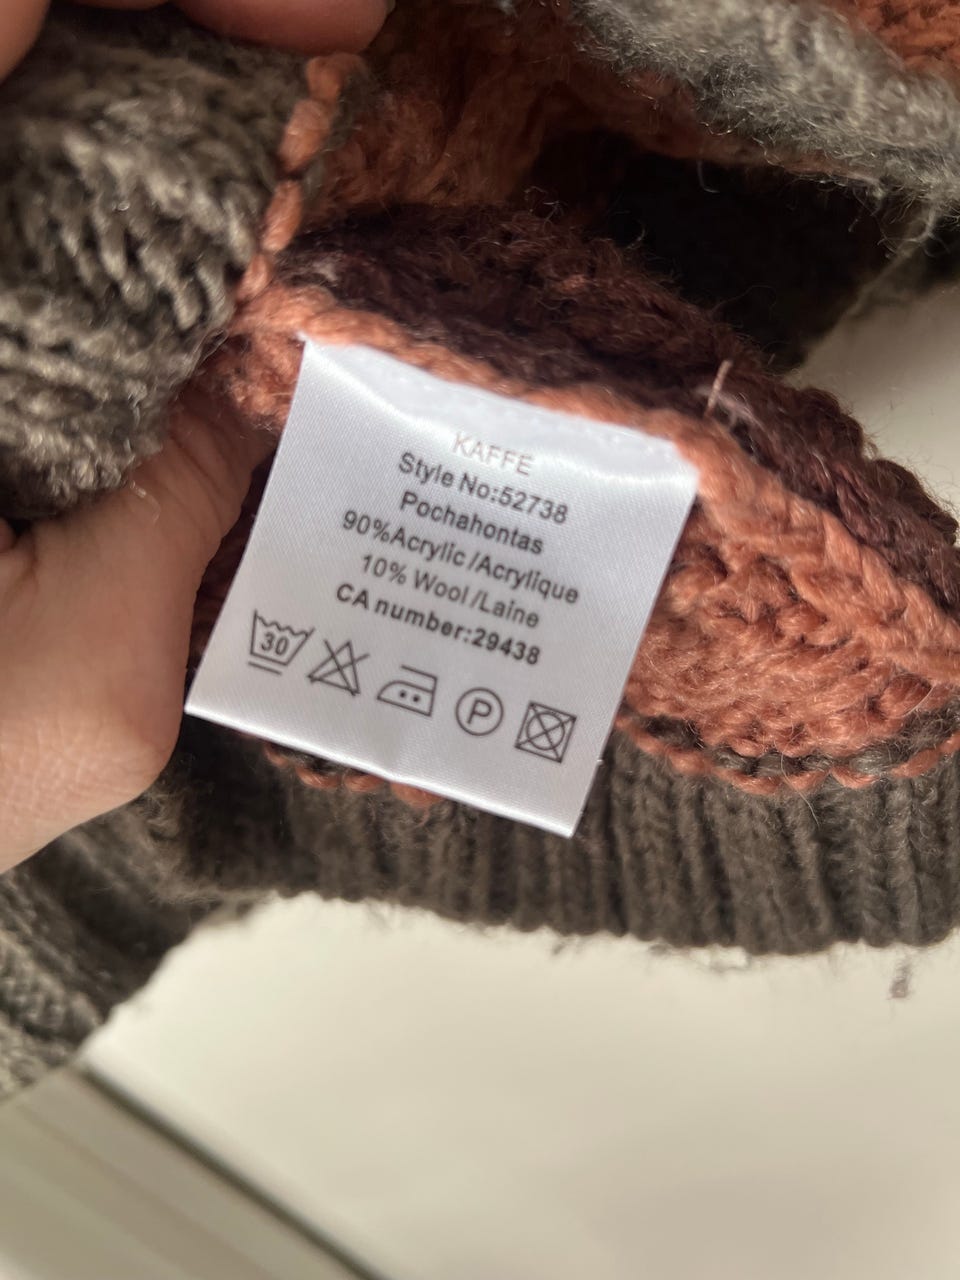 KAFFE
Style No:52738
Pochahontas
90%Acrylic /Acrylique
10% Wool /Laine
CA number:29438
30
P